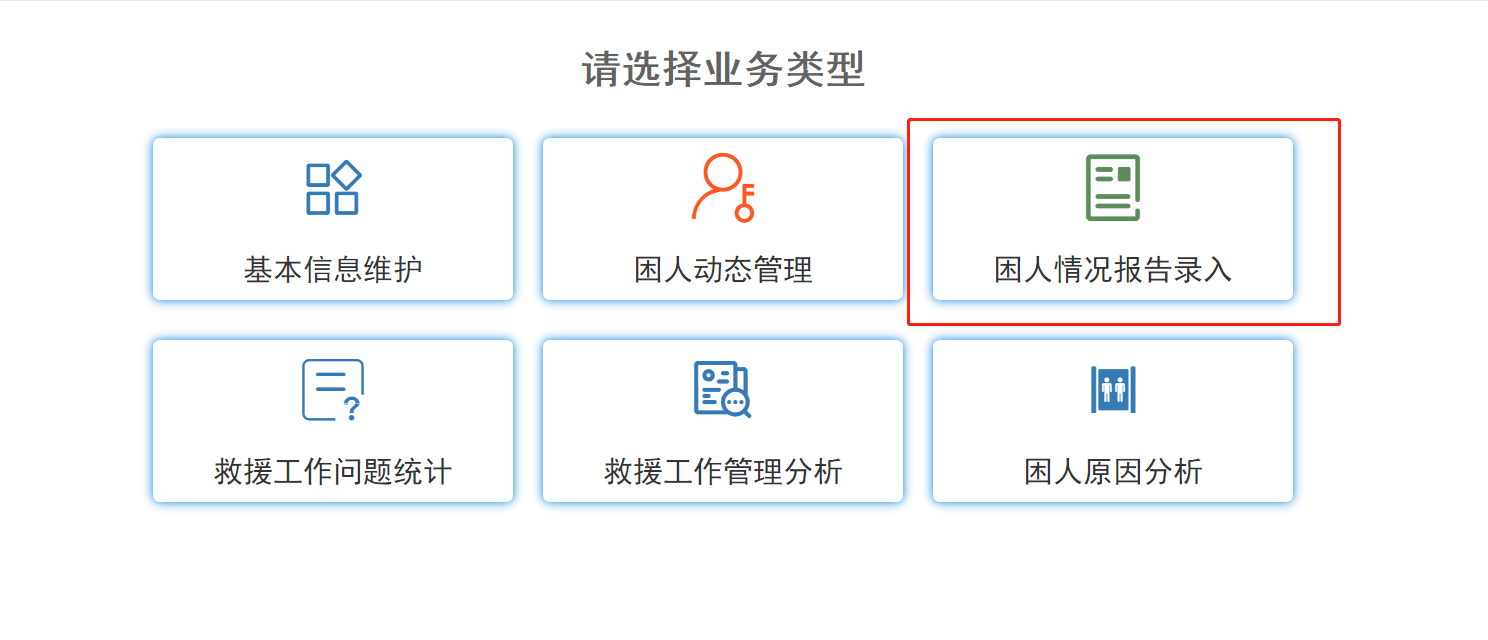 请选择业务类型
基本信息维护
困人动态管理
困人情况报告录入
救援工作问题统计
救援工作管理分析
困人原因分析